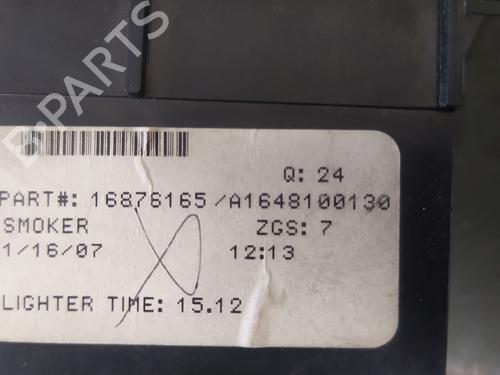 Q: 24
PART#: 16876165/A1648100130
SMOKER ZGS: 7
1/16/07 12:13
LIGHTER TIME: 15.12
B-PARTS